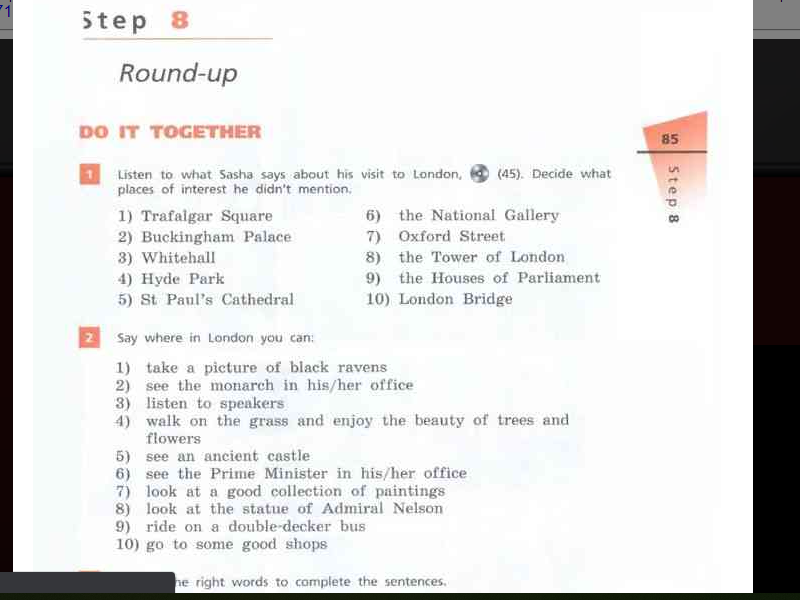 71
Step 8
Round-up
DO IT TOGETHER
85
Step 8
1 Listen to what Sasha says about his visit to London, (45). Decide what
places of interest he didn't mention.
1) Trafalgar Square
2) Buckingham Palace
3) Whitehall
4) Hyde Park
5) St Paul's Cathedral
6) the National Gallery
7) Oxford Street
8) the Tower of London
9) the Houses of Parliament
10) London Bridge
2 Say where in London you can:
1) take a picture of black ravens
2) see the monarch in his/her office
3) listen to speakers
4) walk on the grass and enjoy the beauty of trees and
flowers
5) see an ancient castle
6) see the Prime Minister in his/her office
7) look at a good collection of paintings
8) look at the statue of Admiral Nelson
9) ride on a double-decker bus
10) go to some good shops
right words to complete the sentences.